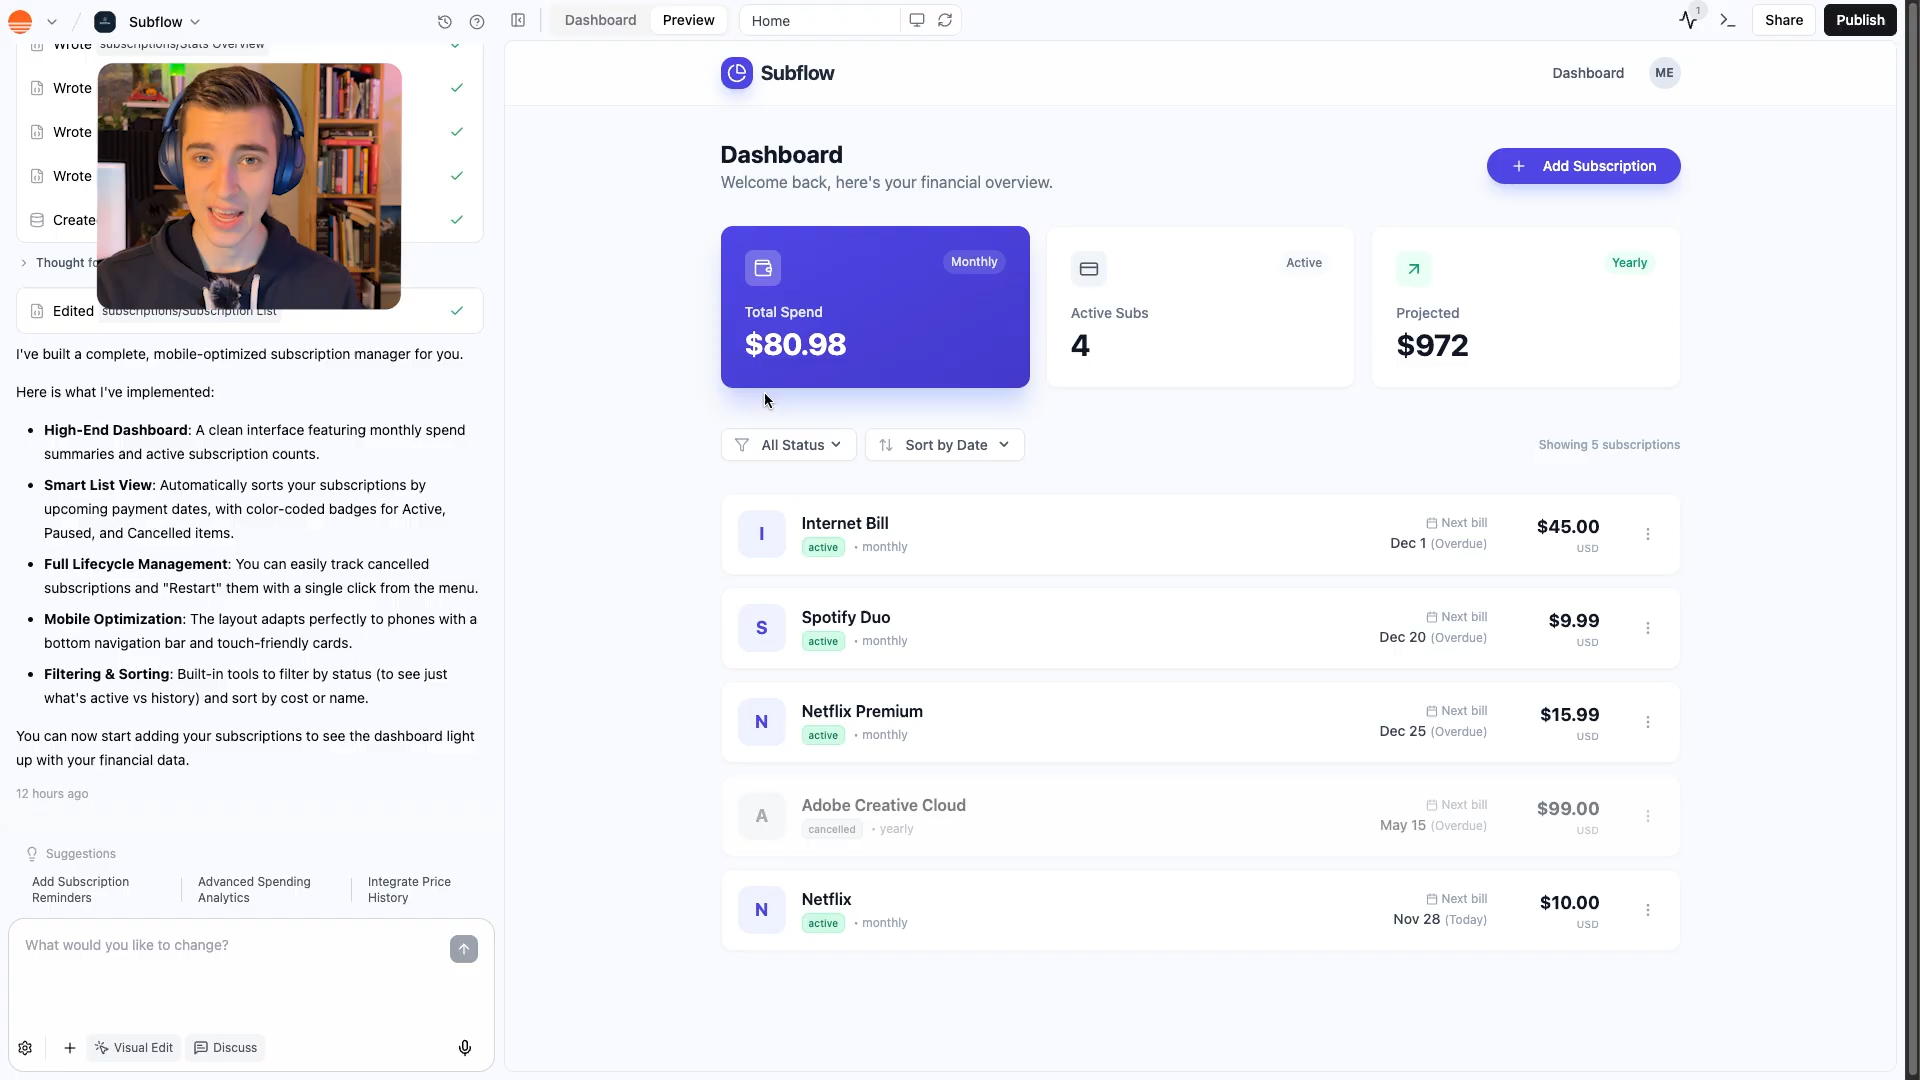 Subflow
Dashboard
Preview
Home
1
Share
Publish
Wrote subscriptions/Stats Overview
Wrote
Wrote
Wrote
Create
Thought fo
Edited subscriptions/Subscription List
I've built a complete, mobile-optimized subscription manager for you.
Here is what I've implemented:
• High-End Dashboard: A clean interface featuring monthly spend
summaries and active subscription counts.
• Smart List View: Automatically sorts your subscriptions by
upcoming payment dates, with color-coded badges for Active,
Paused, and Cancelled items.
• Full Lifecycle Management: You can easily track cancelled
subscriptions and "Restart" them with a single click from the menu.
• Mobile Optimization: The layout adapts perfectly to phones with a
bottom navigation bar and touch-friendly cards.
• Filtering & Sorting: Built-in tools to filter by status (to see just
what's active vs history) and sort by cost or name.
You can now start adding your subscriptions to see the dashboard light
up with your financial data.
12 hours ago
Suggestions
Add Subscription
Reminders
Advanced Spending
Analytics
Integrate Price
History
What would you like to change?
Visual Edit
Discuss
Subflow
Dashboard
ME
Dashboard
Welcome back, here's your financial overview.
+ Add Subscription
Monthly
Total Spend
$80.98
Active
Active Subs
4
Yearly
Projected
$972
All Status
Sort by Date
Showing 5 subscriptions
I
Internet Bill
active • monthly
Next bill
Dec 1 (Overdue)
$45.00
USD
S
Spotify Duo
active • monthly
Next bill
Dec 20 (Overdue)
$9.99
USD
N
Netflix Premium
active • monthly
Next bill
Dec 25 (Overdue)
$15.99
USD
A
Adobe Creative Cloud
cancelled • yearly
Next bill
May 15 (Overdue)
$99.00
USD
N
Netflix
active • monthly
Next bill
Nov 28 (Today)
$10.00
USD